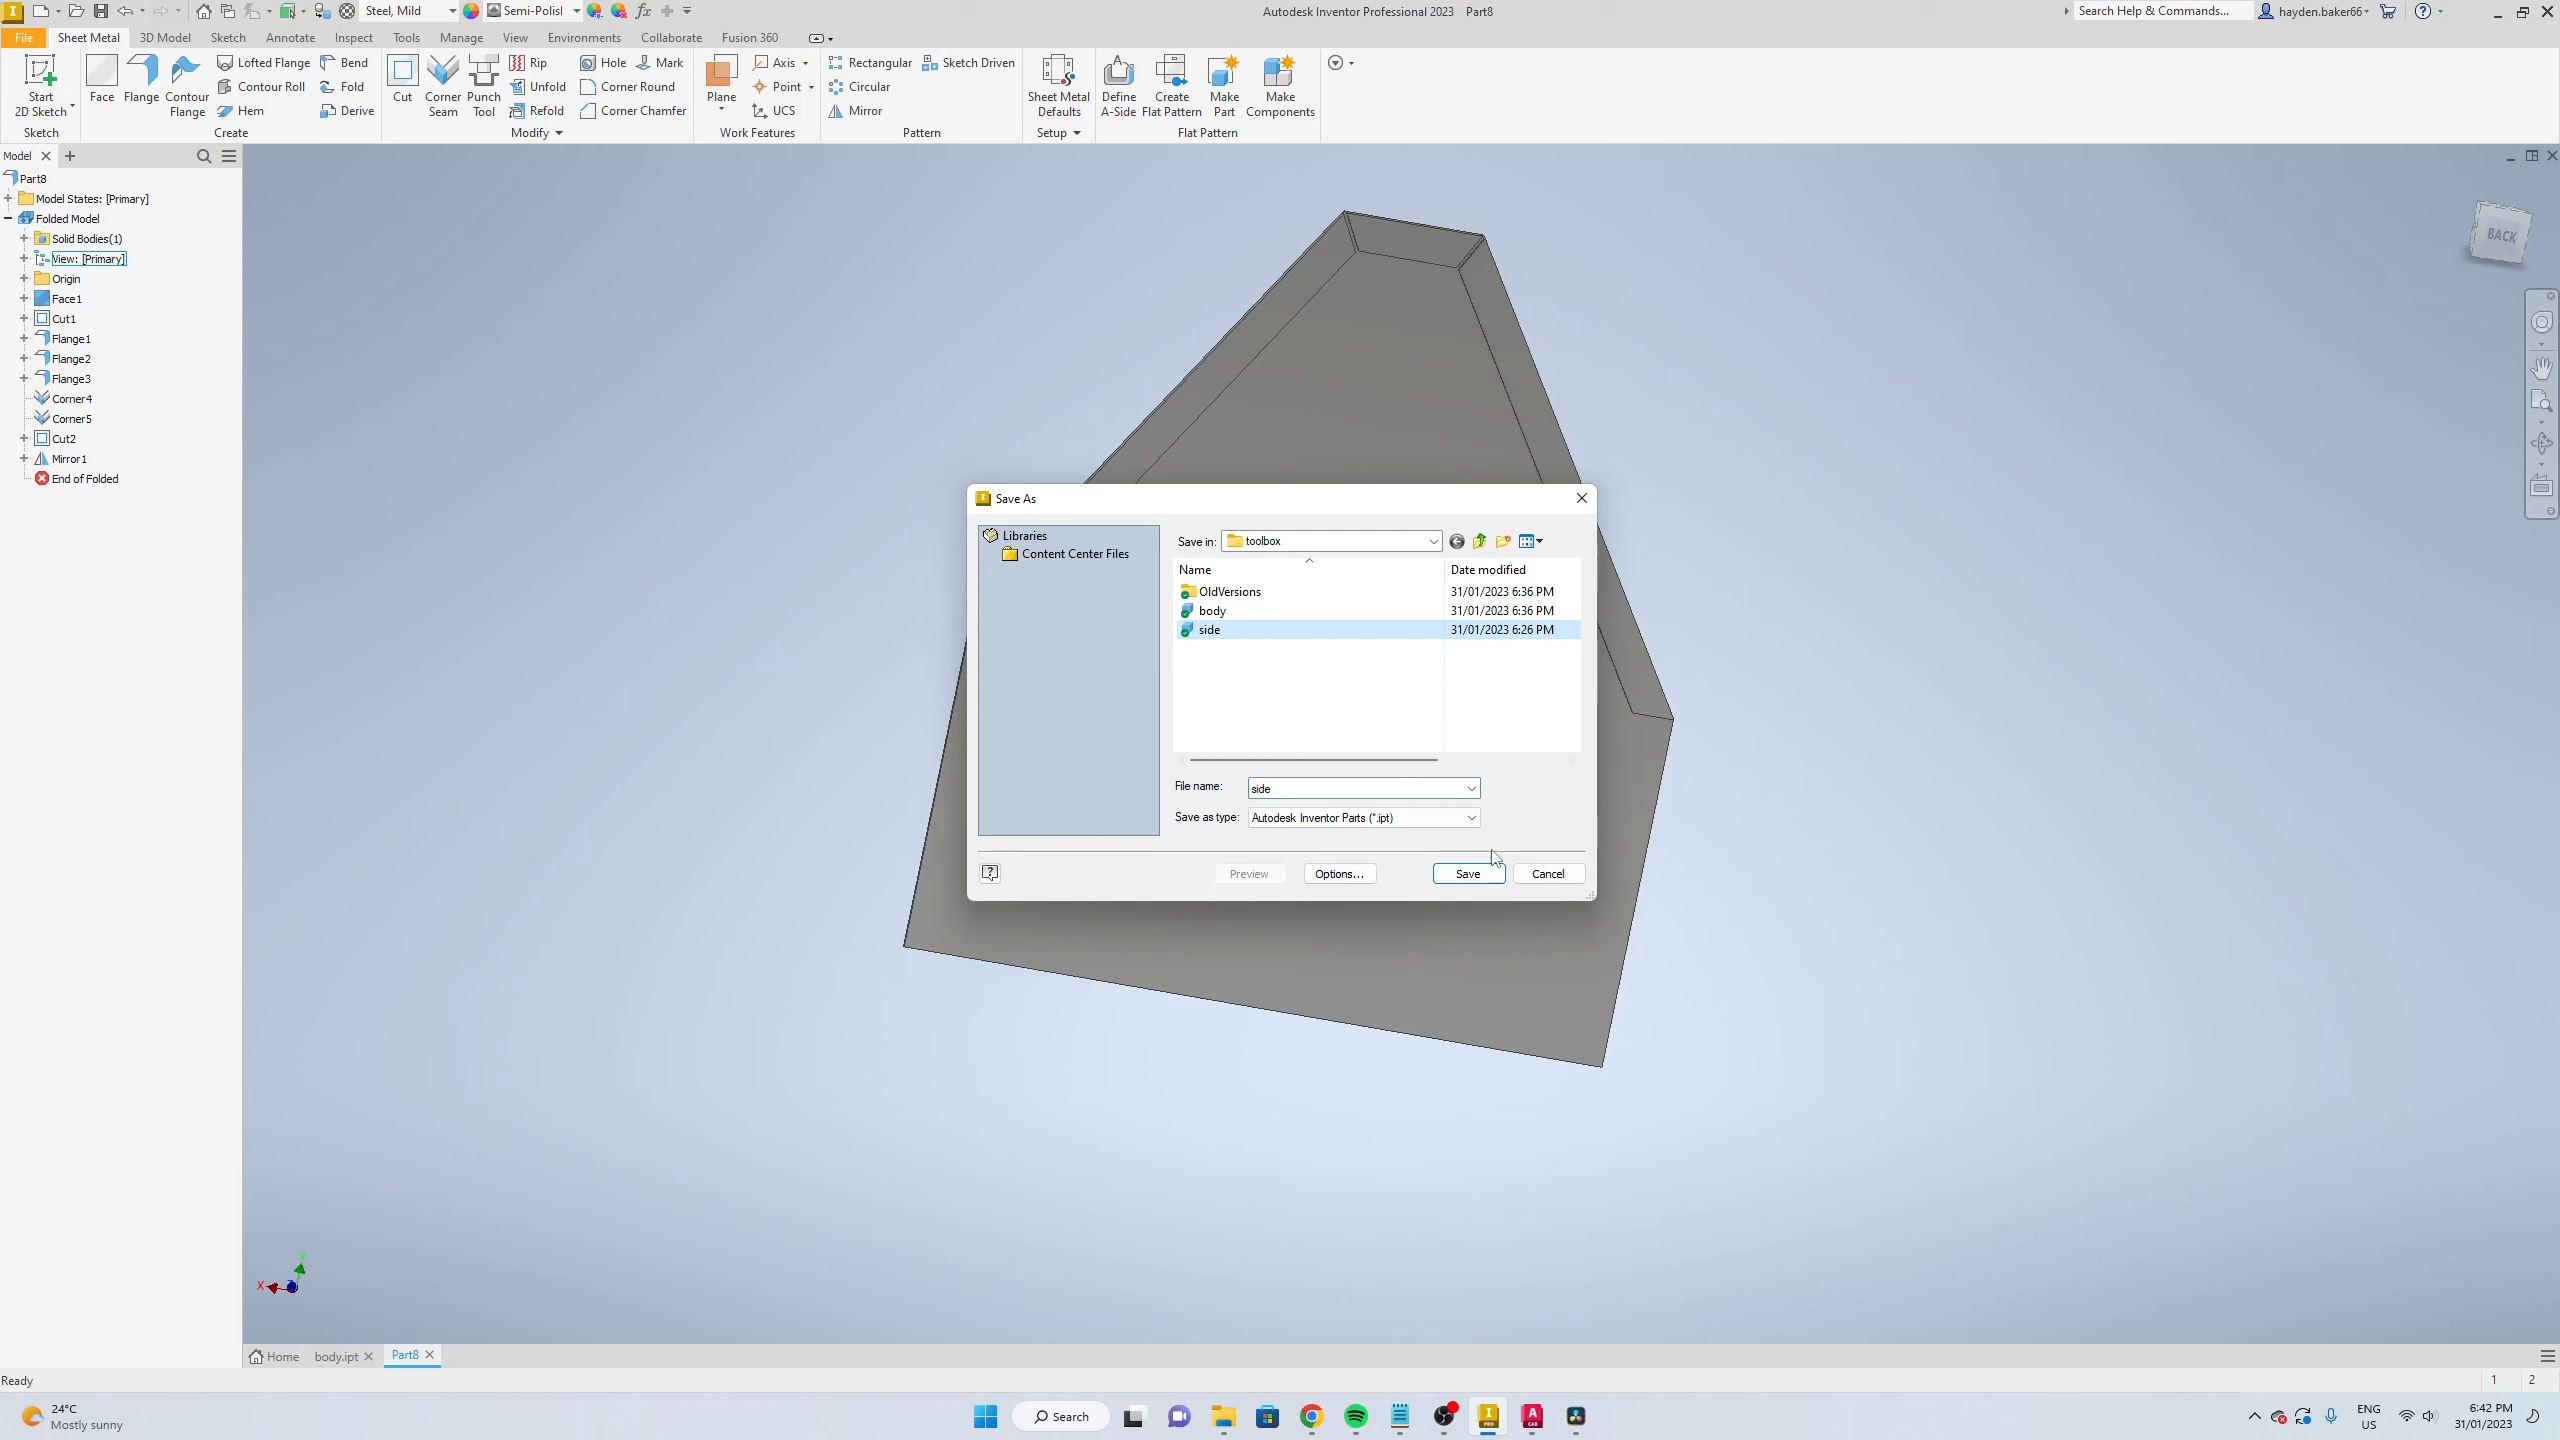 Steel, Mild
Semi-Polisl
Autodesk Inventor Professional 2023 Part8
Search Help & Commands...
hayden.baker66
File
Sheet Metal
3D Model
Sketch
Annotate
Inspect
Tools
Manage
View
Environments
Collaborate
Fusion 360
Start
2D Sketch
Face
Flange
Contour
Flange
Lofted Flange
Contour Roll
Hem
Bend
Fold
Derive
Cut
Corner
Seam
Punch
Tool
Rip
Unfold
Refold
Hole
Mark
Corner Round
Corner Chamfer
Plane
Axis
Point
UCS
Rectangular
Circular
Mirror
Sketch Driven
Sheet Metal
Defaults
Define
A-Side
Create
Flat Pattern
Make
Part
Make
Components
Sketch
Create
Modify
Work Features
Pattern
Setup
Flat Pattern
Model
Part8
Model States: [Primary]
Folded Model
Solid Bodies(1)
View: [Primary]
Origin
Face1
Cut1
Flange1
Flange2
Flange3
Corner4
Corner5
Cut2
Mirror1
End of Folded
BACK
Save As
Libraries
Content Center Files
Save in: toolbox
Name Date modified
OldVersions 31/01/2023 6:36 PM
body 31/01/2023 6:36 PM
side 31/01/2023 6:26 PM
File name: side
Save as type: Autodesk Inventor Parts (*.ipt)
Preview
Options...
Save
Cancel
Y
X
Home
body.ipt
Part8
Ready
1 2
24°C
Mostly sunny
Search
PRO
CAD
ENG
US
6:42 PM
31/01/2023